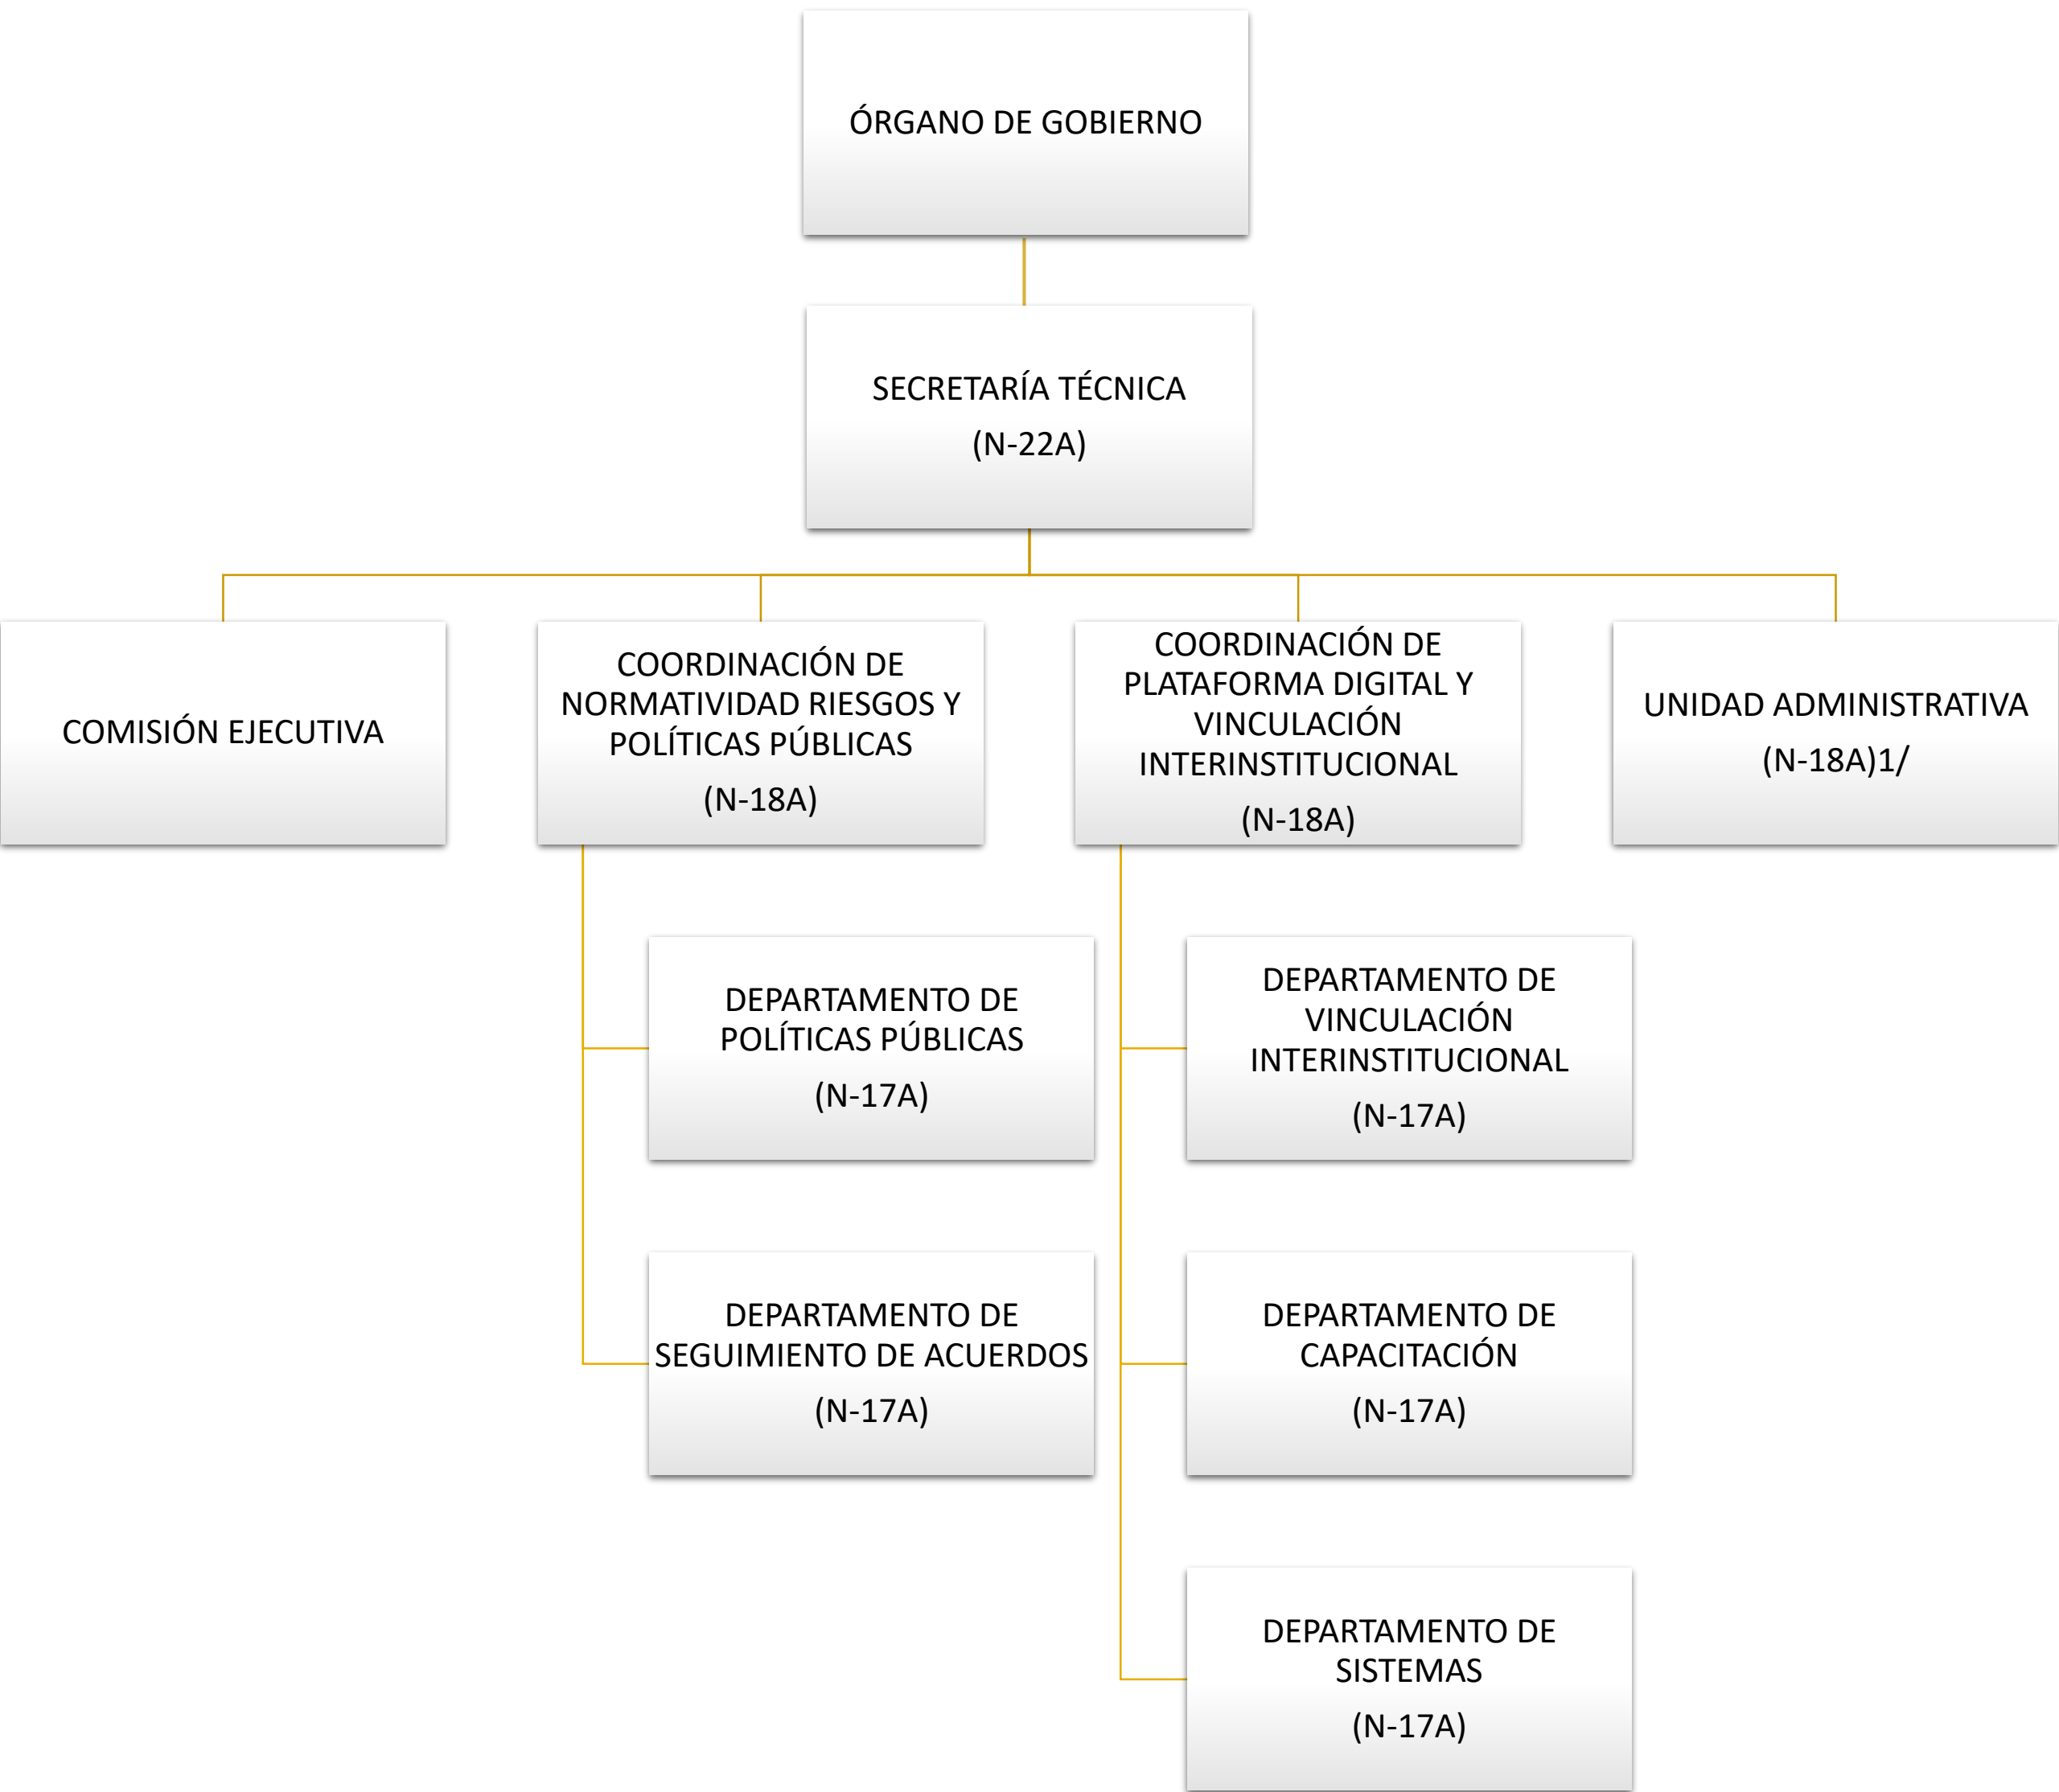 ÓRGANO DE GOBIERNO
SECRETARÍA TÉCNICA
(N-22A)
COMISIÓN EJECUTIVA
COORDINACIÓN DE
NORMATIVIDAD RIESGOS Y
POLÍTICAS PÚBLICAS
(N-18A)
COORDINACIÓN DE
PLATAFORMA DIGITAL Y
VINCULACIÓN
INTERINSTITUCIONAL
(N-18A)
UNIDAD ADMINISTRATIVA
(N-18A)1/
DEPARTAMENTO DE
POLÍTICAS PÚBLICAS
(N-17A)
DEPARTAMENTO DE
SEGUIMIENTO DE ACUERDOS
(N-17A)
DEPARTAMENTO DE
VINCULACIÓN
INTERINSTITUCIONAL
(N-17A)
DEPARTAMENTO DE
CAPACITACIÓN
(N-17A)
DEPARTAMENTO DE
SISTEMAS
(N-17A)